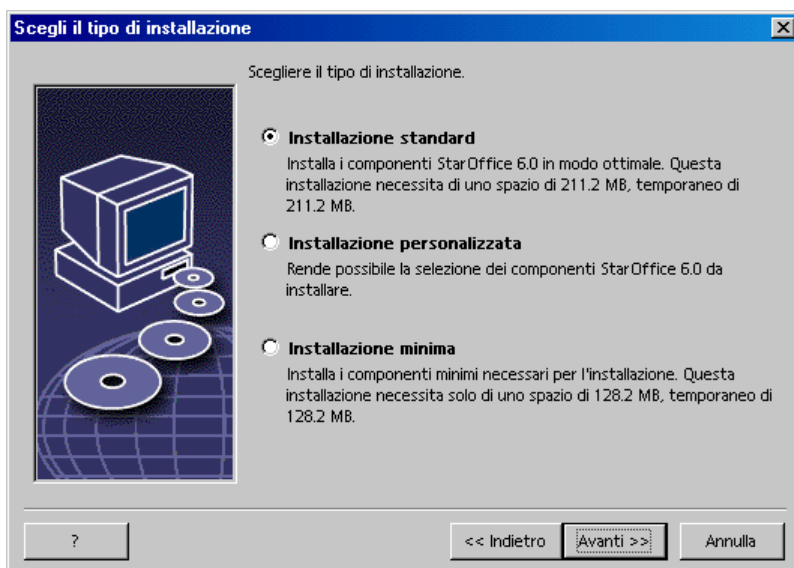 Scegli il tipo di installazione
Scegliere il tipo di installazione.
Installazione standard
Installa i componenti StarOffice 6.0 in modo ottimale. Questa
installazione necessita di uno spazio di 211.2 MB, temporaneo di
211.2 MB.
Installazione personalizzata
Rende possibile la selezione dei componenti StarOffice 6.0 da
installare.
Installazione minima
Installa i componenti minimi necessari per l'installazione. Questa
installazione necessita solo di uno spazio di 128.2 MB, temporaneo di
128.2 MB.
? << Indietro Avanti >> Annulla